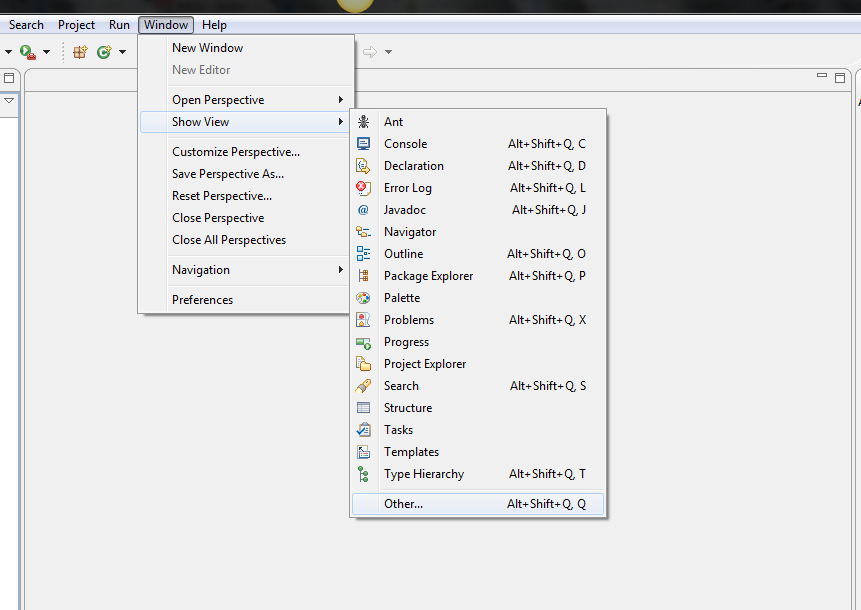 Search Project Run Window Help
New Window
New Editor
Open Perspective
Show View
Customize Perspective...
Save Perspective As...
Reset Perspective...
Close Perspective
Close All Perspectives
Navigation
Preferences
Ant
Console Alt+Shift+Q, C
Declaration Alt+Shift+Q, D
Error Log Alt+Shift+Q, L
Javadoc Alt+Shift+Q, J
Navigator
Outline Alt+Shift+Q, O
Package Explorer Alt+Shift+Q, P
Palette
Problems Alt+Shift+Q, X
Progress
Project Explorer
Search Alt+Shift+Q, S
Structure
Tasks
Templates
Type Hierarchy Alt+Shift+Q, T
Other... Alt+Shift+Q, Q